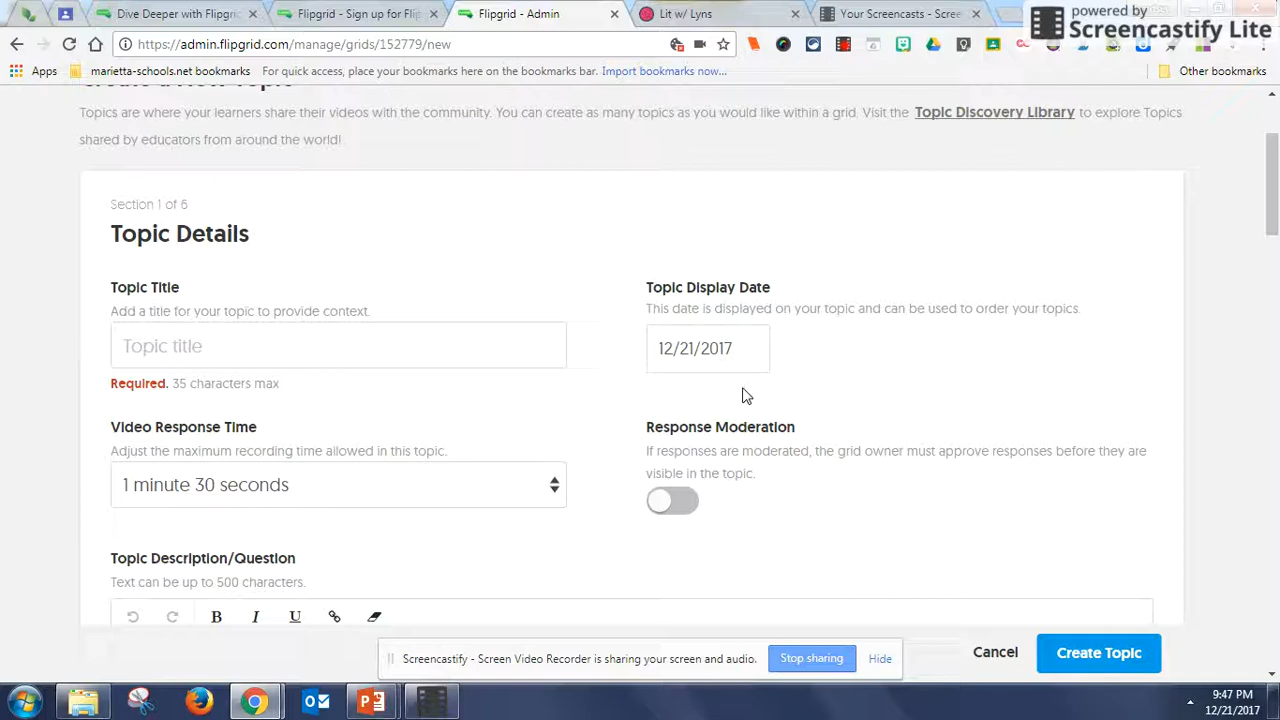 Dive Deeper with Flipgri
Flipgrid
Flipgrid - Admin
Lit w/ Lyns
Your Screencasts - Scree
powered by
Screencastify Lite
https://admin.flipgrid.com/manage/grids/152770/new
Apps
marietta-schools.net bookmarks
For quick access, place your bookmarks here on the bookmarks bar. Import bookmarks now...
Other bookmarks
Create a New Topic
Topics are where your learners share their videos with the community. You can create as many topics as you would like within a grid. Visit the Topic Discovery Library to explore Topics
shared by educators from around the world!
Section 1 of 6
Topic Details
Topic Title
Add a title for your topic to provide context.
Topic title
Required. 35 characters max
Topic Display Date
This date is displayed on your topic and can be used to order your topics.
12/21/2017
Video Response Time
Adjust the maximum recording time allowed in this topic.
1 minute 30 seconds
Response Moderation
If responses are moderated, the grid owner must approve responses before they are
visible in the topic.
Topic Description/Question
Text can be up to 500 characters.
B I U
Screencastify - Screen Video Recorder is sharing your screen and audio.
Stop sharing
Hide
Cancel
Create Topic
9:47 PM
12/21/2017